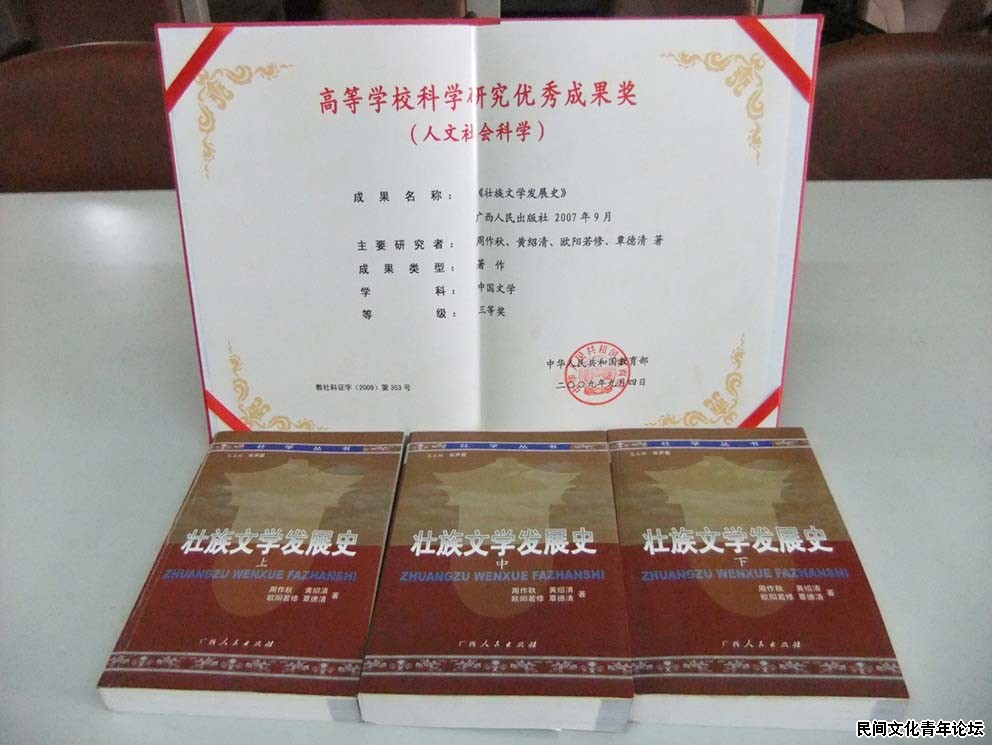 高等学校科学研究优秀成果奖
（人文社会科学）
成果名称：《壮族文学发展史》
广西人民出版社 2007年9月
主要研究者：周作秋、黄绍清、欧阳若修、覃德清 著
成果类型：著 作
学 科：中国文学
等 级：三等奖
中华人民共和国教育部
二〇〇九年九月四日
教社科证字（2009）第 353 号
壮学丛书
壮族文学发展史
上
ZHUANGZU WENXUE FAZHANSHI
周作秋 黄绍清
欧阳若修 覃德清 著
广西人民出版社
壮学丛书
壮族文学发展史
中
ZHUANGZU WENXUE FAZHANSHI
周作秋 黄绍清
欧阳若修 覃德清 著
广西人民出版社
壮学丛书
壮族文学发展史
下
ZHUANGZU WENXUE FAZHANSHI
周作秋 黄绍清
欧阳若修 覃德清 著
广西人民出版社
民间文化青年论坛